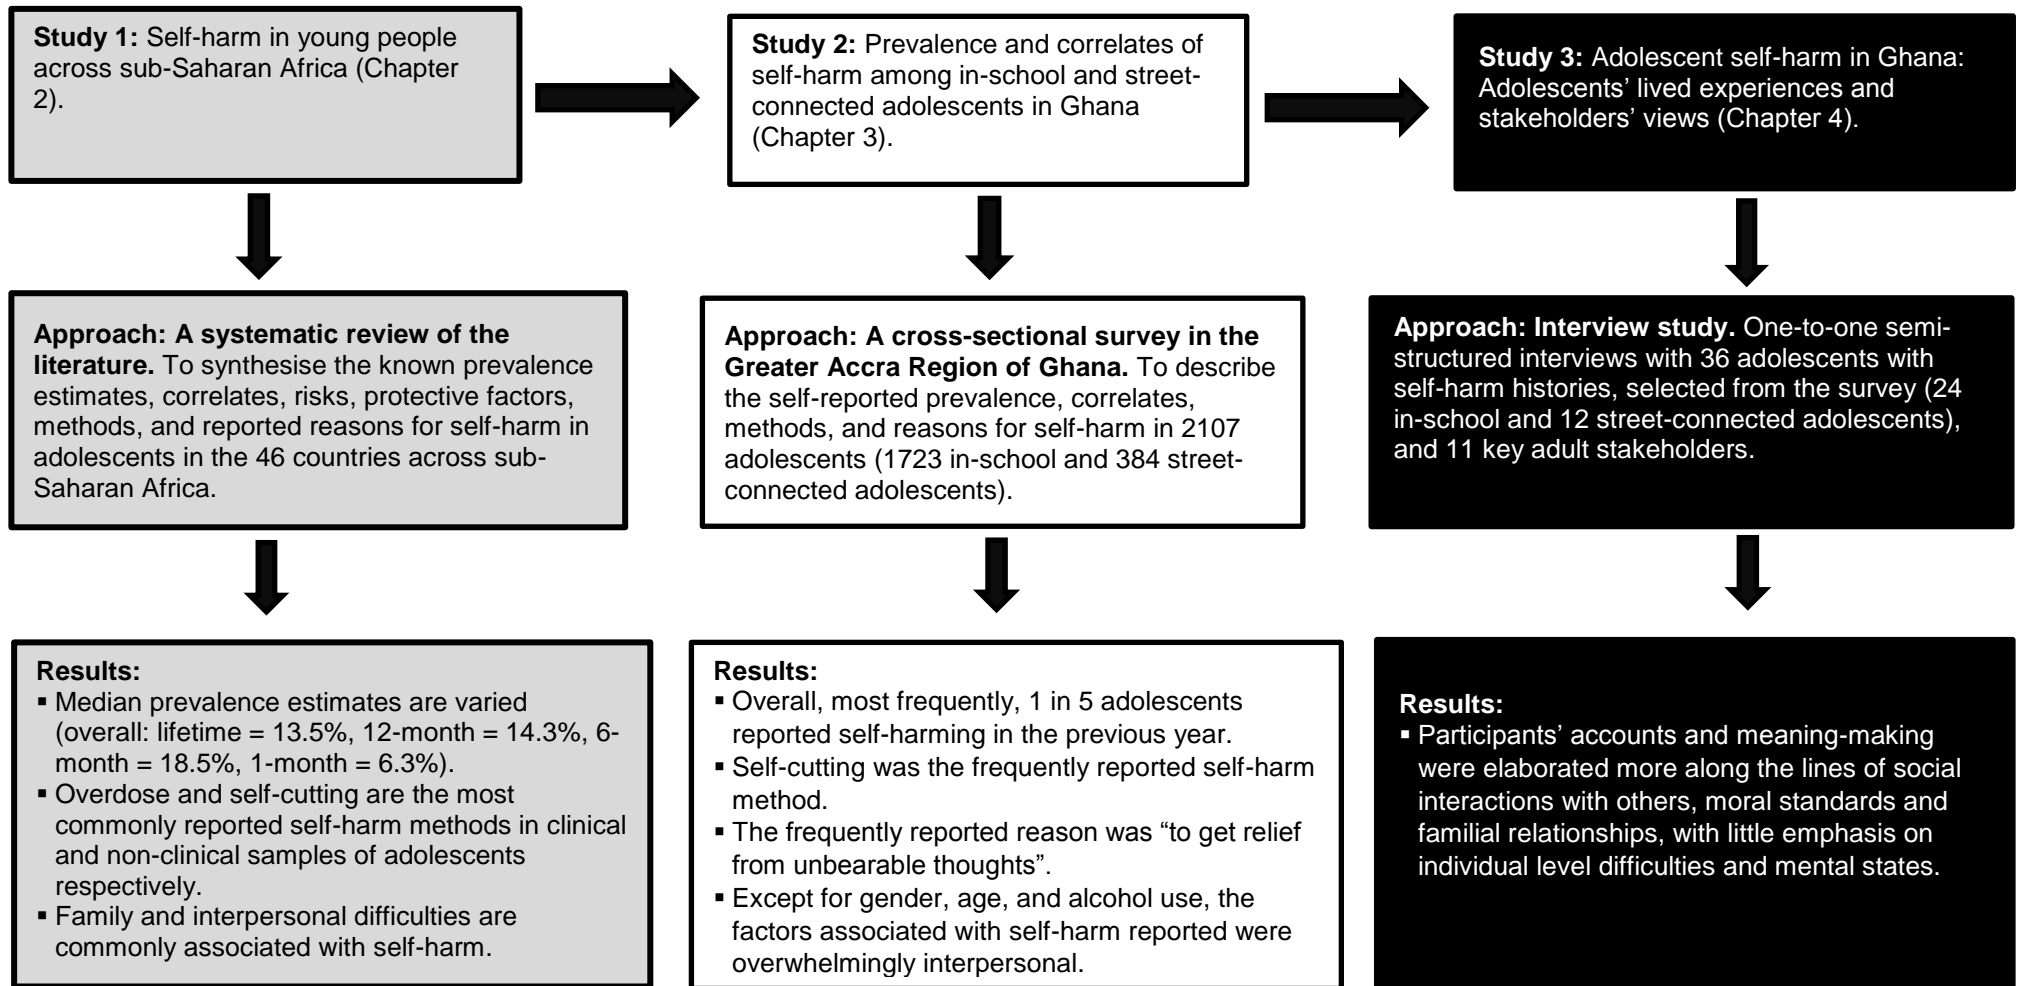 Study 1: Self-harm in young people
across sub-Saharan Africa (Chapter
2).
Study 2: Prevalence and correlates of
self-harm among in-school and street-
connected adolescents in Ghana
(Chapter 3).
Study 3: Adolescent self-harm in Ghana:
Adolescents’ lived experiences and
stakeholders’ views (Chapter 4).
Approach: A systematic review of the
literature. To synthesise the known prevalence
estimates, correlates, risks, protective factors,
methods, and reported reasons for self-harm in
adolescents in the 46 countries across sub-
Saharan Africa.
Approach: A cross-sectional survey in the
Greater Accra Region of Ghana. To describe
the self-reported prevalence, correlates,
methods, and reasons for self-harm in 2107
adolescents (1723 in-school and 384 street-
connected adolescents).
Approach: Interview study. One-to-one semi-
structured interviews with 36 adolescents with
self-harm histories, selected from the survey (24
in-school and 12 street-connected adolescents),
and 11 key adult stakeholders.
Results:
▪ Median prevalence estimates are varied
(overall: lifetime = 13.5%, 12-month = 14.3%, 6-
month = 18.5%, 1-month = 6.3%).
▪ Overdose and self-cutting are the most
commonly reported self-harm methods in clinical
and non-clinical samples of adolescents
respectively.
▪ Family and interpersonal difficulties are
commonly associated with self-harm.
Results:
▪ Overall, most frequently, 1 in 5 adolescents
reported self-harming in the previous year.
▪ Self-cutting was the frequently reported self-harm
method.
▪ The frequently reported reason was “to get relief
from unbearable thoughts”.
▪ Except for gender, age, and alcohol use, the
factors associated with self-harm reported were
overwhelmingly interpersonal.
Results:
▪ Participants’ accounts and meaning-making
were elaborated more along the lines of social
interactions with others, moral standards and
familial relationships, with little emphasis on
individual level difficulties and mental states.